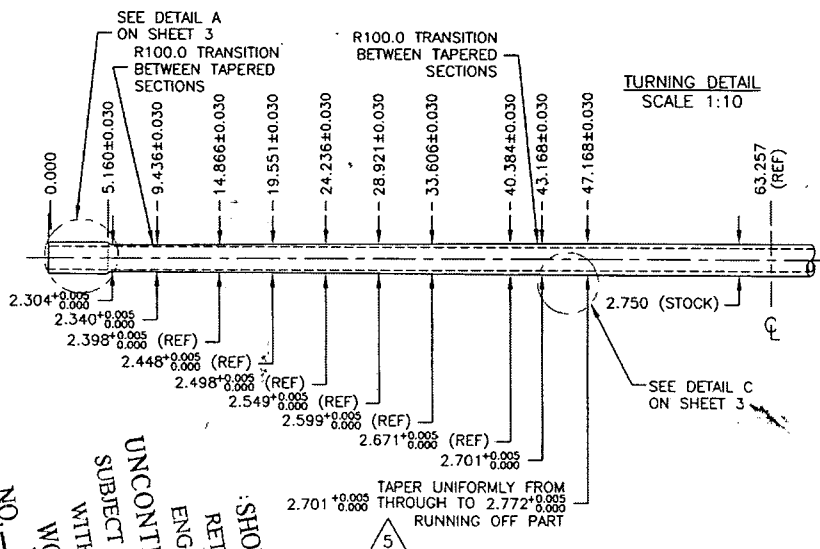 SEE DETAIL A
ON SHEET 3
R100.0 TRANSITION
BETWEEN TAPERED
SECTIONS
R100.0 TRANSITION
BETWEEN TAPERED
SECTIONS
TURNING DETAIL
SCALE 1:10
0.000
5.160±0.030
9.436±0.030
14.866±0.030
19.551±0.030
24.236±0.030
28.921±0.030
33.606±0.030
40.384±0.030
43.168±0.030
47.168±0.030
63.257
(REF)
2.304 +0.005 0.000
2.340 +0.005 0.000
2.398 +0.005 0.000 (REF)
2.448 +0.005 0.000 (REF)
2.498 +0.005 0.000 (REF)
2.549 +0.005 0.000 (REF)
2.599 +0.005 0.000 (REF)
2.671 +0.005 0.000 (REF)
2.701 +0.005 0.000
2.750 (STOCK)
℄
SEE DETAIL C
ON SHEET 3
TAPER UNIFORMLY FROM
2.701 +0.005 0.000 THROUGH TO 2.772 +0.005 0.000
RUNNING OFF PART
5
:SHO
RET
ENG
UNCONT
SUBJECT
WITH
WO
NO.